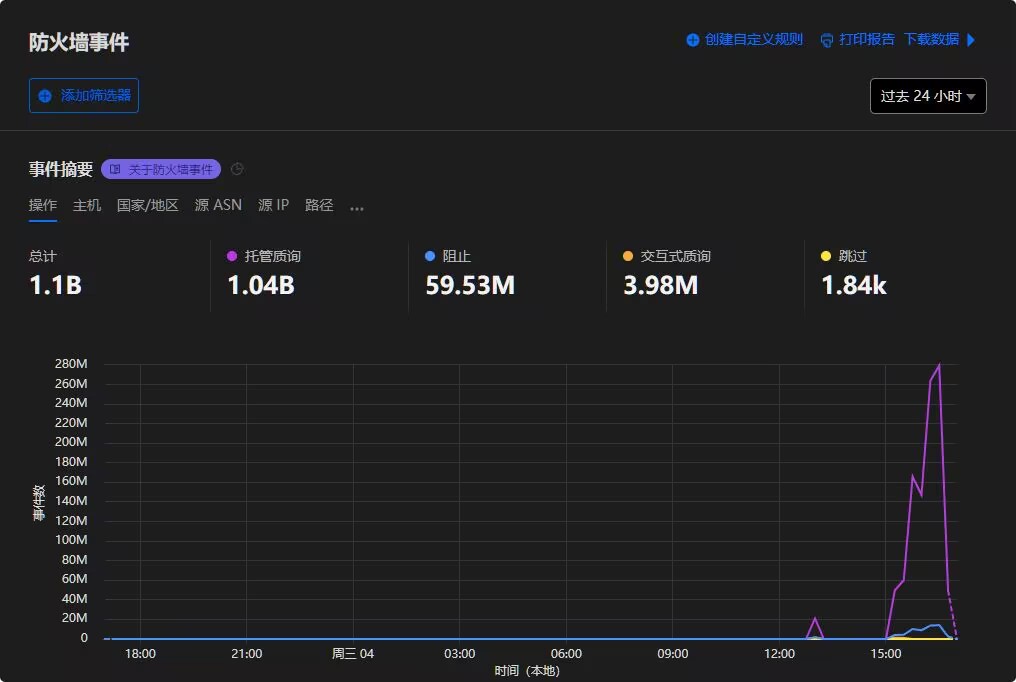 防火墙事件
创建自定义规则 打印报告 下载数据
添加筛选器
过去 24 小时
事件摘要 关于防火墙事件
操作 主机 国家/地区 源 ASN 源 IP 路径 ...
总计 托管质询 阻止 交互式质询 跳过
1.1B 1.04B 59.53M 3.98M 1.84k
280M
260M
240M
220M
200M
180M
160M
140M
120M
100M
80M
60M
40M
20M
0
事件数
18:00 21:00 周三 04 03:00 06:00 09:00 12:00 15:00
时间（本地）